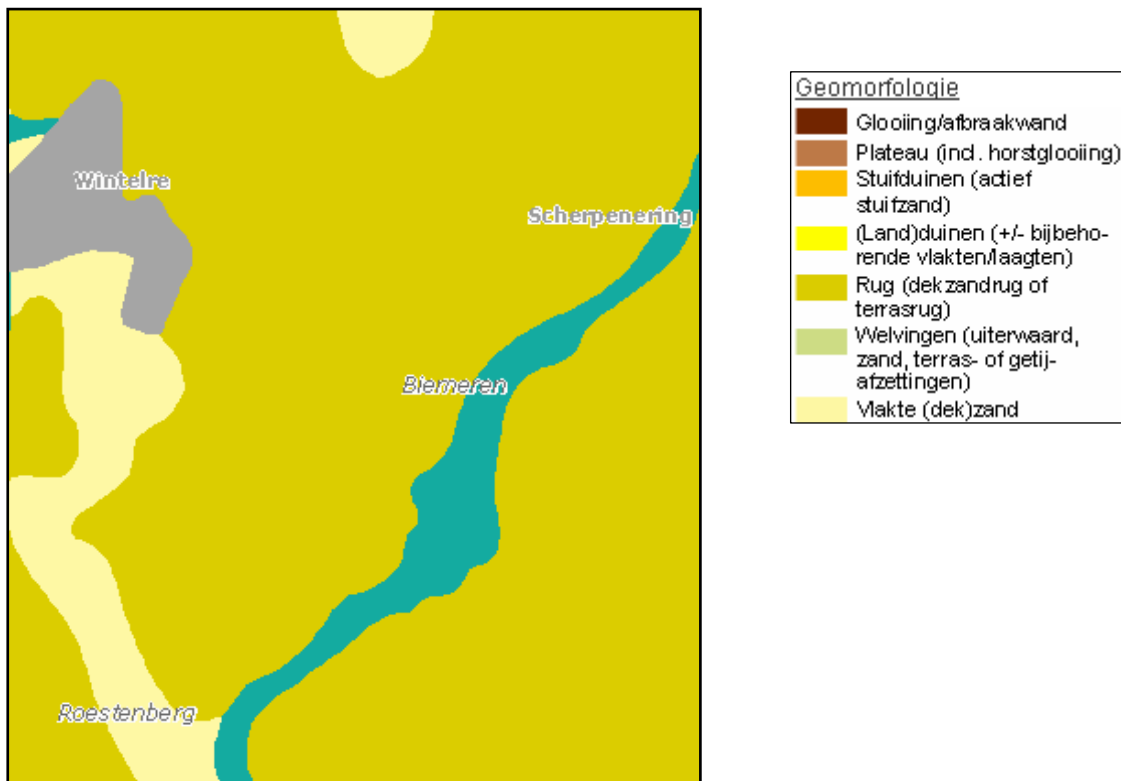 Wintelre
Scherpenering
Biemeren
Roestenberg
Geomorfologie
Glooiing/afbraakwand
Plateau (incl. horstglooiing)
Stuifduinen (actief
stuifzand)
(Land)duinen (+/- bijbeho-
rende vlakten/laagten)
Rug (dekzandrug of
terrasrug)
Welvingen (uiterwaard,
zand, terras- of getij-
afzettingen)
Vlakte (dek)zand